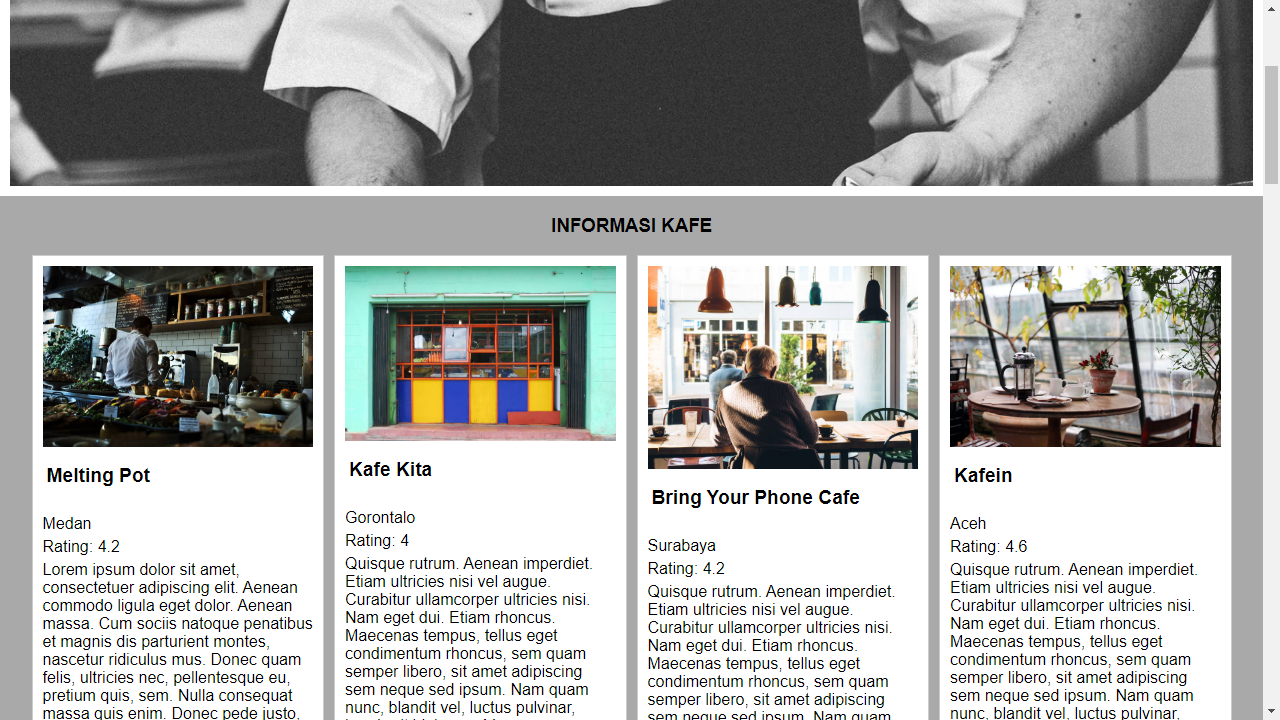 INFORMASI KAFE
Melting Pot
Medan
Rating: 4.2
Lorem ipsum dolor sit amet,
consectetuer adipiscing elit. Aenean
commodo ligula eget dolor. Aenean
massa. Cum sociis natoque penatibus
et magnis dis parturient montes,
nascetur ridiculus mus. Donec quam
felis, ultricies nec, pellentesque eu,
pretium quis, sem. Nulla consequat
massa quis enim. Donec pede justo,
Kafe Kita
Gorontalo
Rating: 4
Quisque rutrum. Aenean imperdiet.
Etiam ultricies nisi vel augue.
Curabitur ullamcorper ultricies nisi.
Nam eget dui. Etiam rhoncus.
Maecenas tempus, tellus eget
condimentum rhoncus, sem quam
semper libero, sit amet adipiscing
sem neque sed ipsum. Nam quam
nunc, blandit vel, luctus pulvinar,
Bring Your Phone Cafe
Surabaya
Rating: 4.2
Quisque rutrum. Aenean imperdiet.
Etiam ultricies nisi vel augue.
Curabitur ullamcorper ultricies nisi.
Nam eget dui. Etiam rhoncus.
Maecenas tempus, tellus eget
condimentum rhoncus, sem quam
semper libero, sit amet adipiscing
sem neque sed ipsum. Nam quam
Kafein
Aceh
Rating: 4.6
Quisque rutrum. Aenean imperdiet.
Etiam ultricies nisi vel augue.
Curabitur ullamcorper ultricies nisi.
Nam eget dui. Etiam rhoncus.
Maecenas tempus, tellus eget
condimentum rhoncus, sem quam
semper libero, sit amet adipiscing
sem neque sed ipsum. Nam quam
nunc, blandit vel, luctus pulvinar,